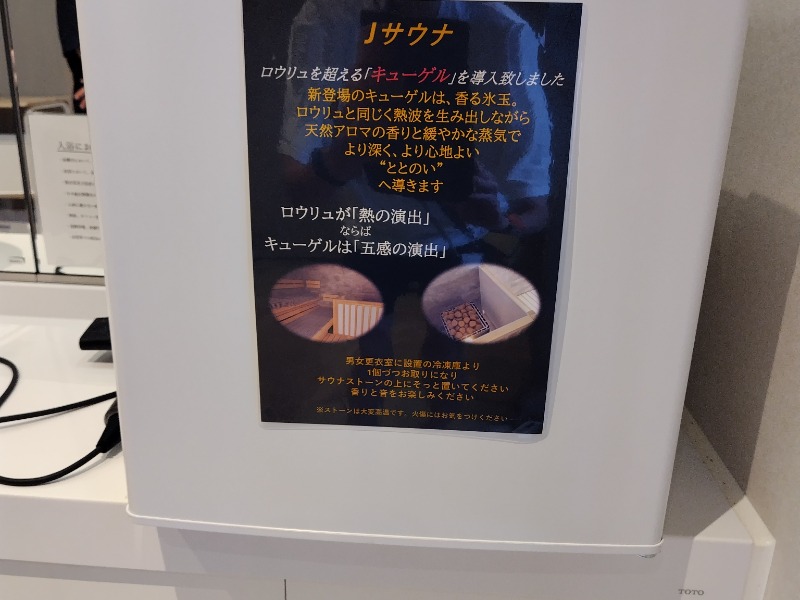 Jサウナ
ロウリュを超える「キューゲル」を導入致しました
新登場のキューゲルは、香る氷玉。
ロウリュと同じく熱波を生み出しながら
天然アロマの香りと緩やかな蒸気で
より深く、より心地よい
“ととのい”
へ導きます
ロウリュが「熱の演出」
ならば
キューゲルは「五感の演出」
男女更衣室に設置の冷凍庫より
1個づつお取りになり
サウナストーンの上にそっと置いてください
香りと音をお楽しみください
※ストーンは大変高温です。火傷にはお気をつけください
入浴にお
TOTO